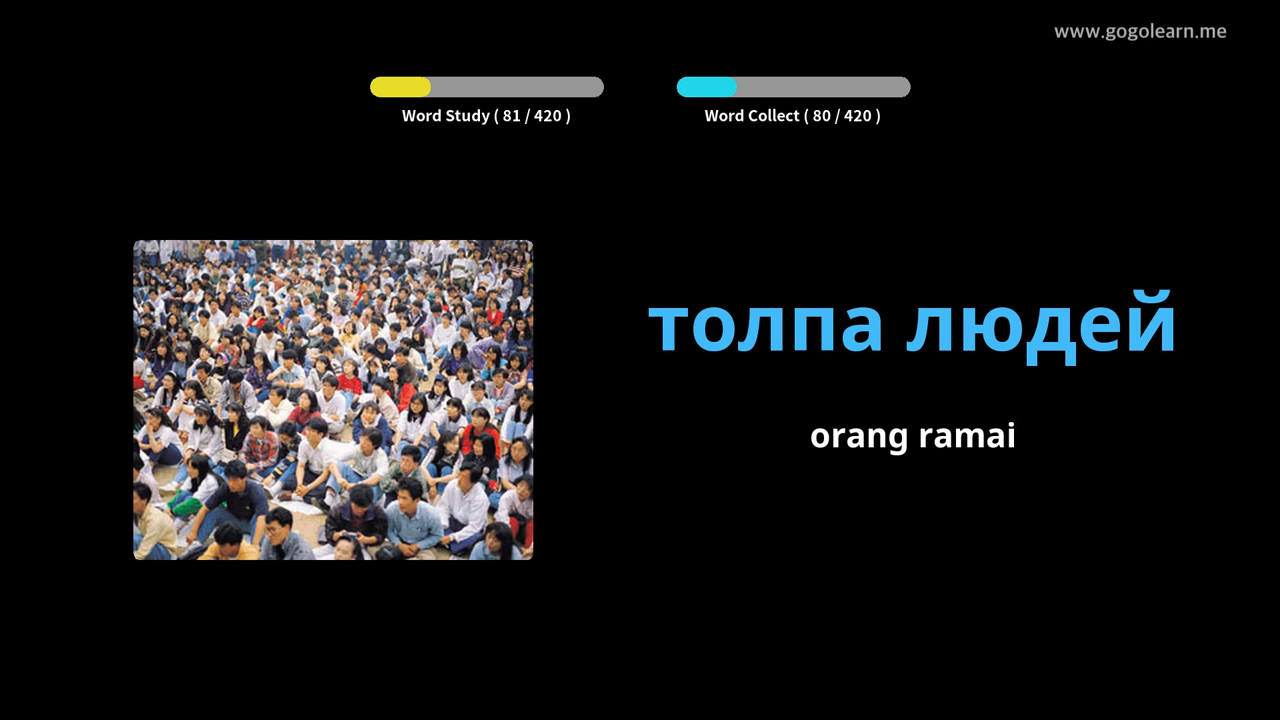 www.gogolearn.me
Word Study ( 81 / 420 )
Word Collect ( 80 / 420 )
толпа людей
orang ramai